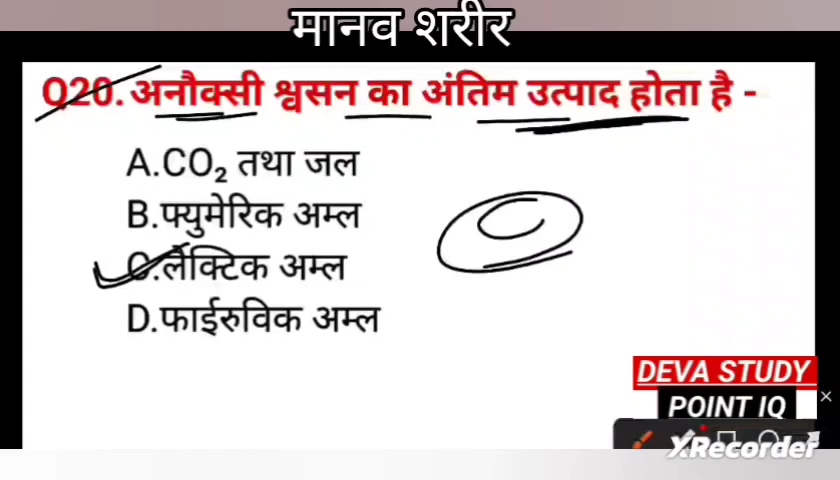 मानव शरीर
Q20. अनौक्सी श्वसन का अंतिम उत्पाद होता है -
A.CO₂ तथा जल
B.फ्युमेरिक अम्ल
C.लैक्टिक अम्ल
D.फाईरुविक अम्ल
C
DEVA STUDY
POINT IQ
XRecorder